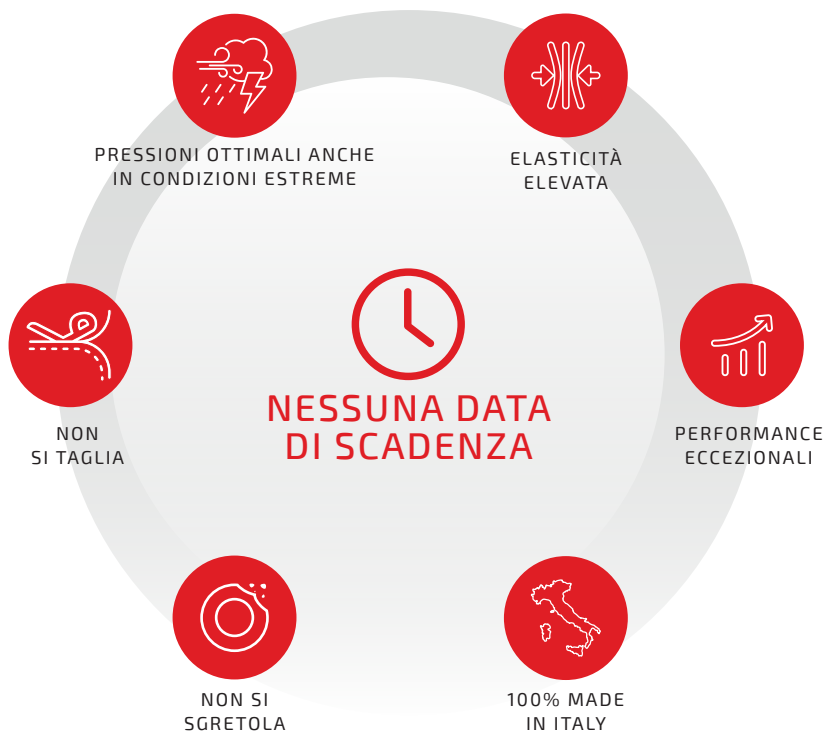 PRESSIONI OTTIMALI ANCHE
IN CONDIZIONI ESTREME
ELASTICITÀ
ELEVATA
NESSUNA DATA
DI SCADENZA
NON
SI TAGLIA
PERFORMANCE
ECCEZIONALI
NON SI
SGRETOLA
100% MADE
IN ITALY